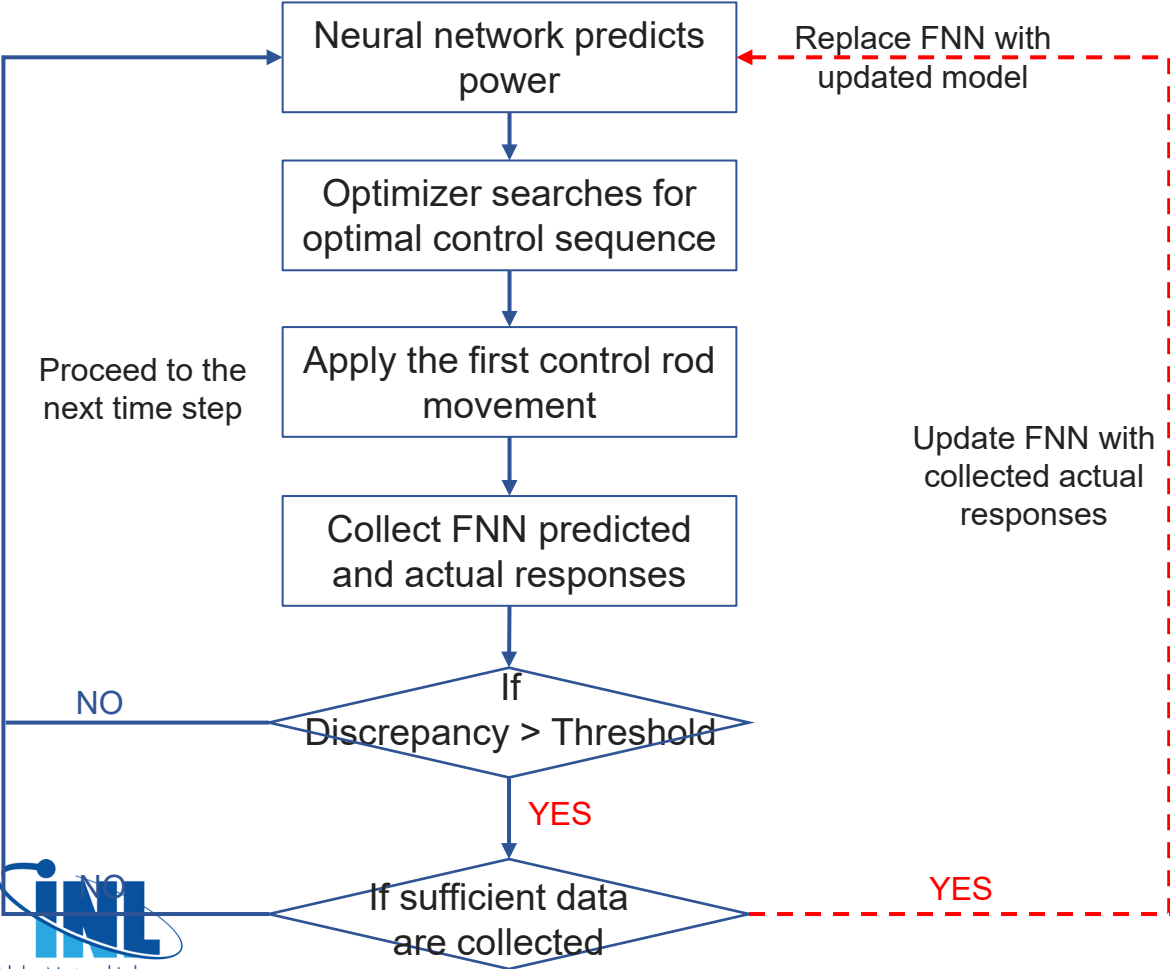 Neural network predicts
power
Replace FNN with
updated model
Optimizer searches for
optimal control sequence
Apply the first control rod
movement
Proceed to the
next time step
Update FNN with
collected actual
responses
Collect FNN predicted
and actual responses
If
Discrepancy > Threshold
NO
YES
If sufficient data
are collected
NO
YES
INL